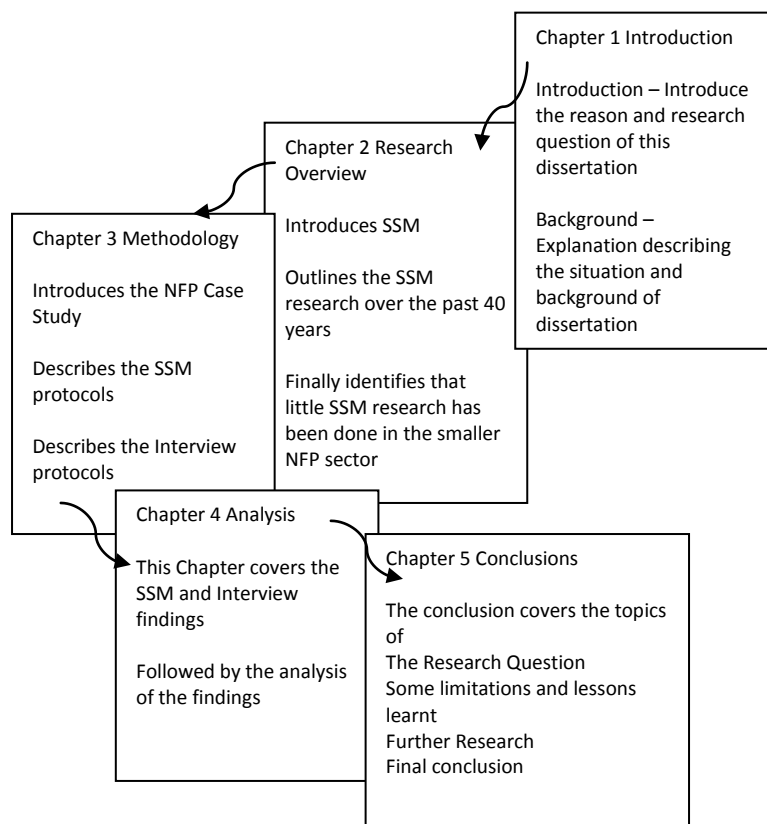 Chapter 1 Introduction
Introduction – Introduce
the reason and research
question of this
dissertation
Background –
Explanation describing
the situation and
background of
dissertation
Chapter 2 Research
Overview
Introduces SSM
Outlines the SSM
research over the past 40
years
Finally identifies that
little SSM research has
been done in the smaller
NFP sector
Chapter 3 Methodology
Introduces the NFP Case
Study
Describes the SSM
protocols
Describes the Interview
protocols
Chapter 4 Analysis
This Chapter covers the
SSM and Interview
findings
Followed by the analysis
of the findings
Chapter 5 Conclusions
The conclusion covers the topics
of
The Research Question
Some limitations and lessons
learnt
Further Research
Final conclusion